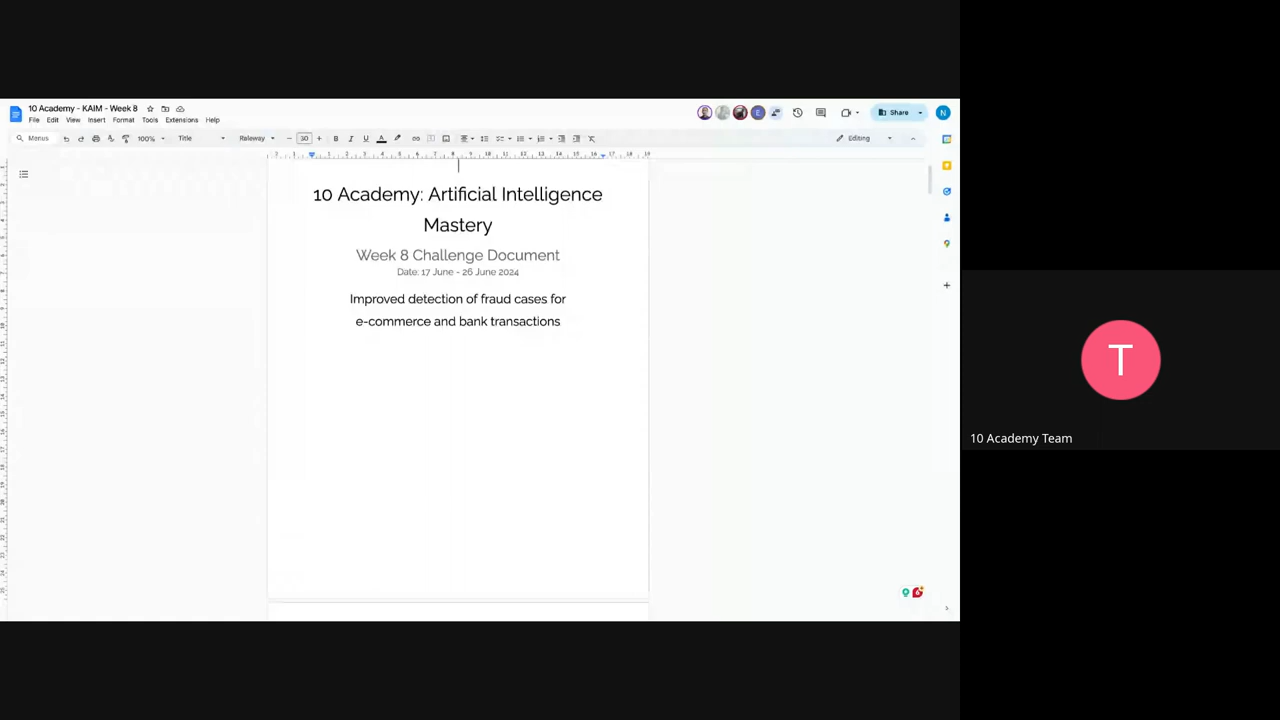 10 Academy - KAIM - Week 8
File Edit View Insert Format Tools Extensions Help
E
Share
N
Menus
100%
Title
Raleway
30
B I U A
Editing
10 Academy: Artificial Intelligence
Mastery
Week 8 Challenge Document
Date: 17 June - 26 June 2024
Improved detection of fraud cases for
e-commerce and bank transactions
T
10 Academy Team